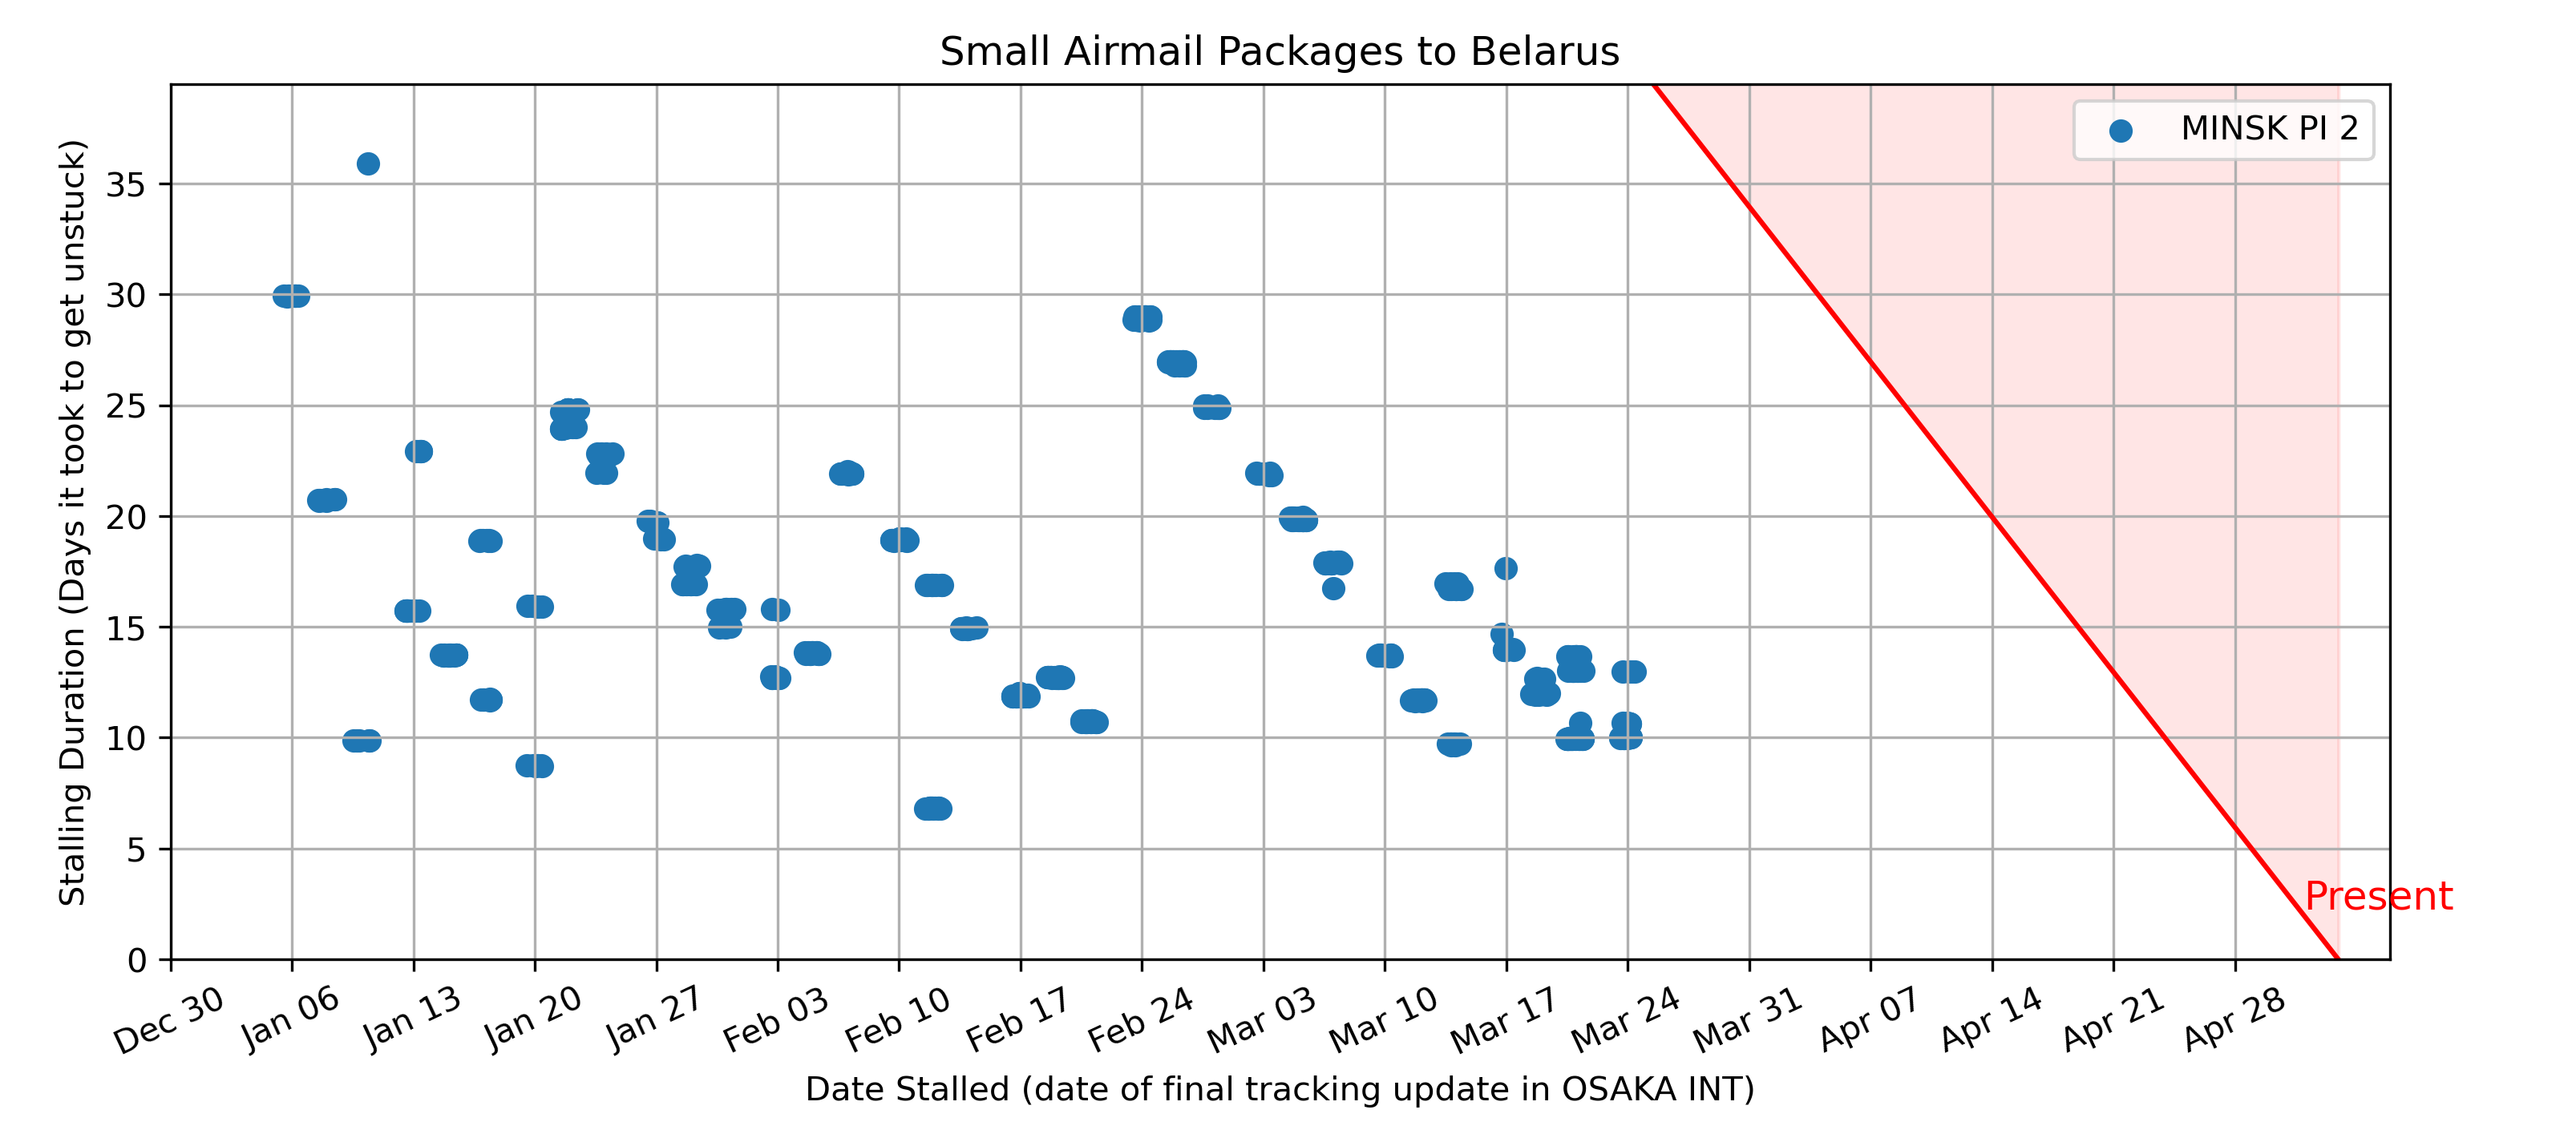 Small Airmail Packages to Belarus
MINSK PI 2
Stalling Duration (Days it took to get unstuck)
35
30
25
20
15
10
5
0
Present
Dec 30
Jan 06
Jan 13
Jan 20
Jan 27
Feb 03
Feb 10
Feb 17
Feb 24
Mar 03
Mar 10
Mar 17
Mar 24
Mar 31
Apr 07
Apr 14
Apr 21
Apr 28
Date Stalled (date of final tracking update in OSAKA INT)